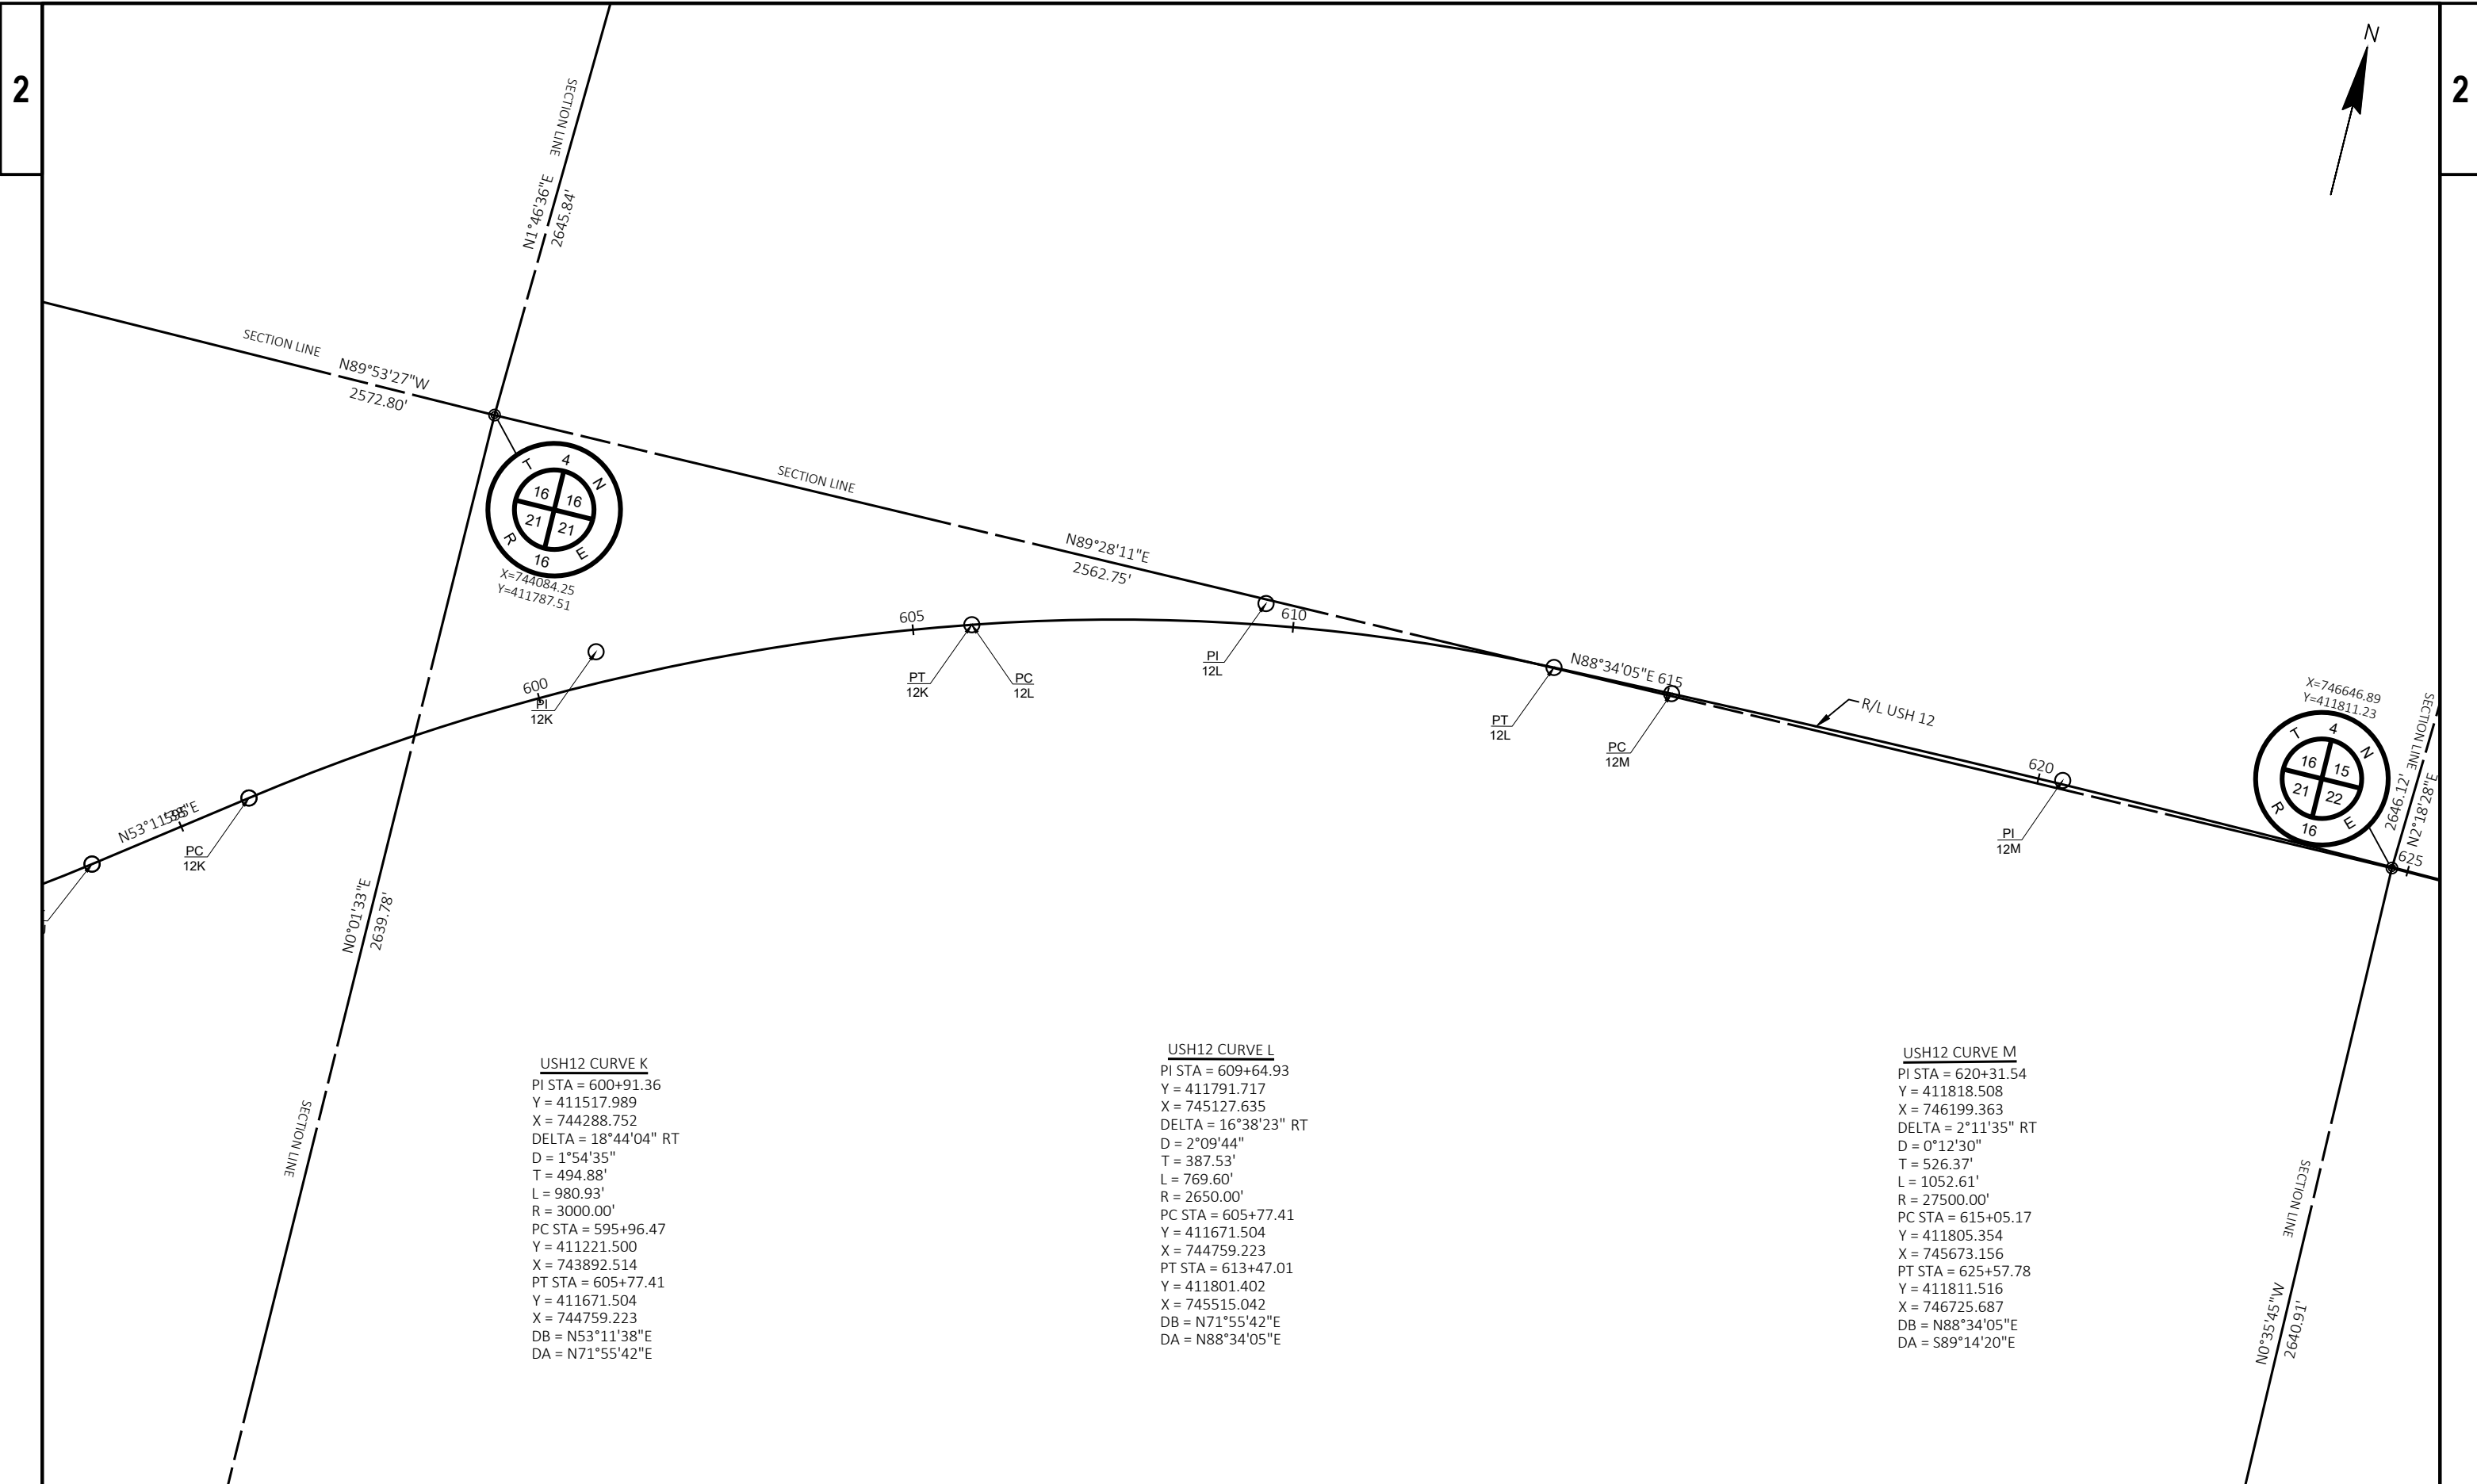 2
2
N
SECTION LINE
N1°46'36"E
2645.84'
SECTION LINE
N89°53'27"W
2572.80'
T 4 N
16 16
21 21
R 16 E
X=744084.25
Y=411787.51
SECTION LINE
N89°28'11"E
2562.75'
600
605
610
PI
12K
PT
12K
PC
12L
PI
12L
PT
12L
N88°34'05"E 615
PC
12M
R/L USH 12
620
PI
12M
X=746646.89
Y=411811.23
T 4 N
16 15
21 22
R 16 E
SECTION LINE
2646.12'
N2°18'28"E
625
N53°11'38"E
595
PC
12K
N0°01'33"E
2639.78'
SECTION LINE
SECTION LINE
N0°35'45"W
2640.91'
USH12 CURVE K
PI STA = 600+91.36
Y = 411517.989
X = 744288.752
DELTA = 18°44'04" RT
D = 1°54'35"
T = 494.88'
L = 980.93'
R = 3000.00'
PC STA = 595+96.47
Y = 411221.500
X = 743892.514
PT STA = 605+77.41
Y = 411671.504
X = 744759.223
DB = N53°11'38"E
DA = N71°55'42"E
USH12 CURVE L
PI STA = 609+64.93
Y = 411791.717
X = 745127.635
DELTA = 16°38'23" RT
D = 2°09'44"
T = 387.53'
L = 769.60'
R = 2650.00'
PC STA = 605+77.41
Y = 411671.504
X = 744759.223
PT STA = 613+47.01
Y = 411801.402
X = 745515.042
DB = N71°55'42"E
DA = N88°34'05"E
USH12 CURVE M
PI STA = 620+31.54
Y = 411818.508
X = 746199.363
DELTA = 2°11'35" RT
D = 0°12'30"
T = 526.37'
L = 1052.61'
R = 27500.00'
PC STA = 615+05.17
Y = 411805.354
X = 745673.156
PT STA = 625+57.78
Y = 411811.516
X = 746725.687
DB = N88°34'05"E
DA = S89°14'20"E